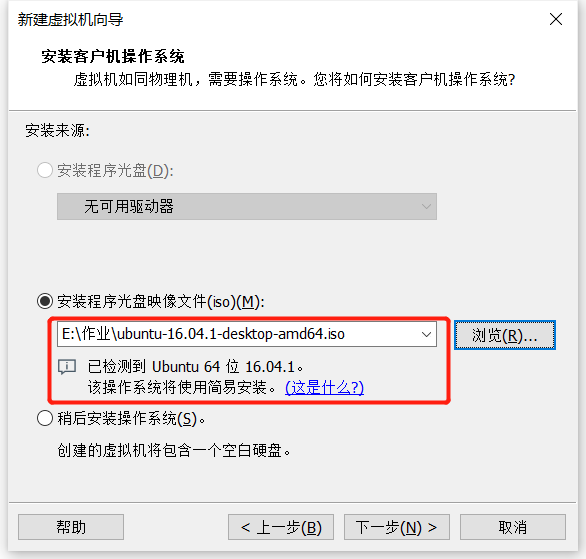 新建虚拟机向导
安装客户机操作系统
虚拟机如同物理机，需要操作系统。您将如何安装客户机操作系统?
安装来源:
安装程序光盘(D):
无可用驱动器
安装程序光盘映像文件(iso)(M):
E:\作业\ubuntu-16.04.1-desktop-amd64.iso
浏览(R)...
已检测到 Ubuntu 64 位 16.04.1。
该操作系统将使用简易安装。 (这是什么?)
稍后安装操作系统(S)。
创建的虚拟机将包含一个空白硬盘。
帮助
< 上一步(B)
下一步(N) >
取消